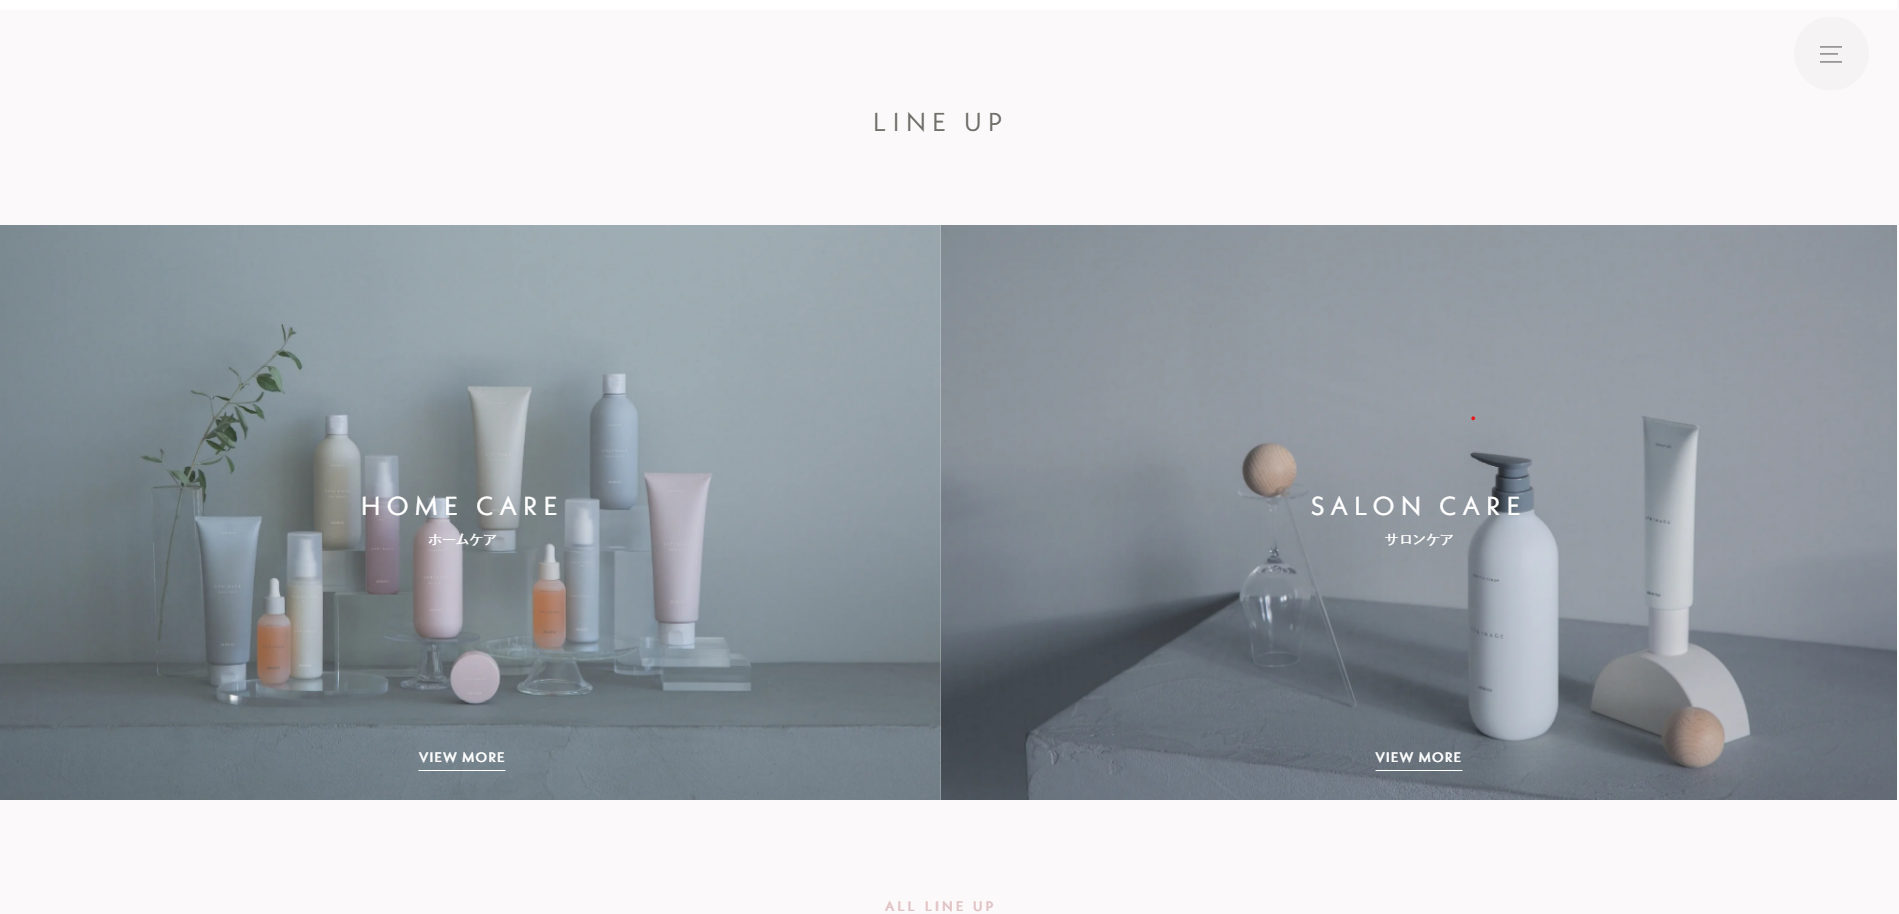 LINE UP
HOME CARE
ホームケア
VIEW MORE
SALON CARE
サロンケア
VIEW MORE
ALL LINE UP